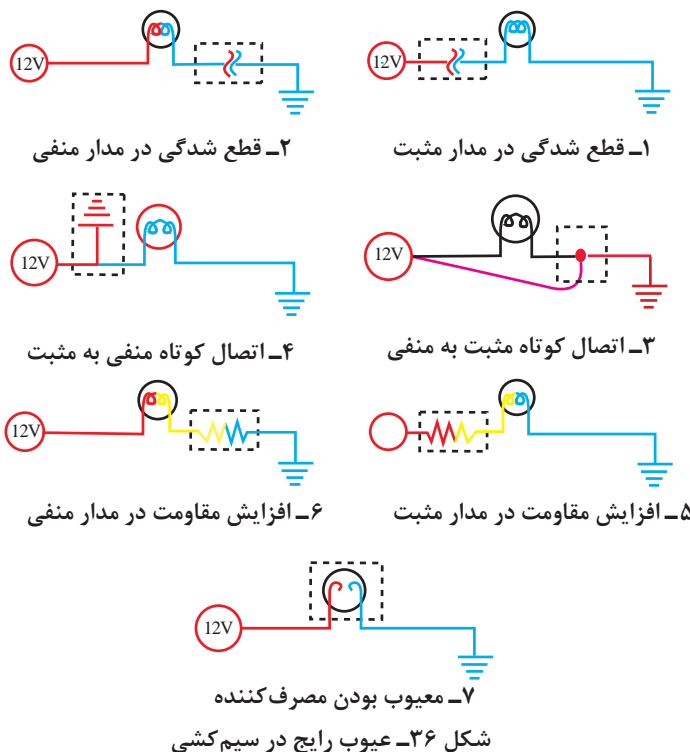 12V
12V
۱ـ قطع شدگی در مدار مثبت
۲ـ قطع شدگی در مدار منفی
12V
12V
۳ـ اتصال کوتاه مثبت به منفی
۴ـ اتصال کوتاه منفی به مثبت
12V
۵ـ افزایش مقاومت در مدار مثبت
۶ـ افزایش مقاومت در مدار منفی
12V
۷ـ معیوب بودن مصرف‌کننده
شکل ۳۶ـ عیوب رایج در سیم‌کشی